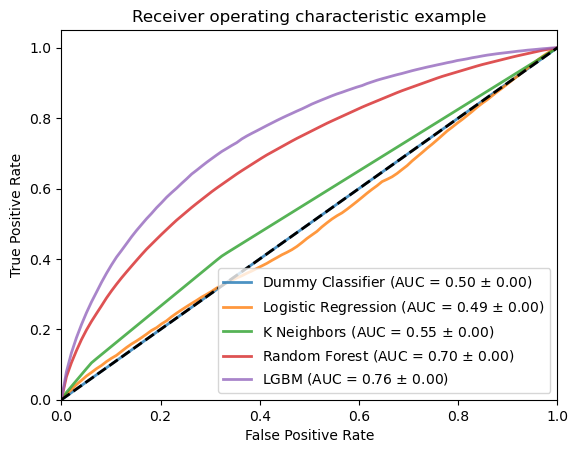 Receiver operating characteristic example
True Positive Rate
1.0
0.8
0.6
0.4
0.2
0.0
Dummy Classifier (AUC = 0.50 ± 0.00)
Logistic Regression (AUC = 0.49 ± 0.00)
K Neighbors (AUC = 0.55 ± 0.00)
Random Forest (AUC = 0.70 ± 0.00)
LGBM (AUC = 0.76 ± 0.00)
0.0 0.2 0.4 0.6 0.8 1.0
False Positive Rate